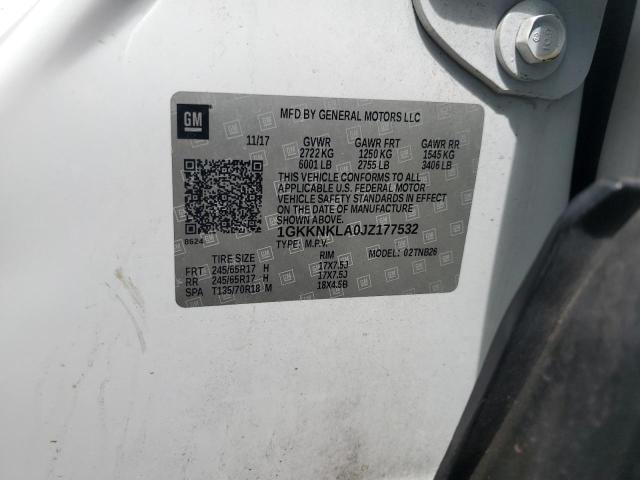 GM
MFD BY GENERAL MOTORS LLC
11/17 GVWR GAWR FRT GAWR RR
2722 KG 1250 KG 1545 KG
6001 LB 2755 LB 3406 LB
THIS VEHICLE CONFORMS TO ALL
APPLICABLE U.S. FEDERAL MOTOR
VEHICLE SAFETY STANDARDS IN EFFECT
ON THE DATE OF MANUFACTURE
SHOWN ABOVE.
8624
1GKKNKLA0JZ177532
TYPE: M.P.V. MODEL: 02TNB26
TIRE SIZE RIM
FRT 245/65R17 H 17X7.5J
RR 245/65R17 H 17X7.5J
SPA T135/70R18 M 18X4.5B